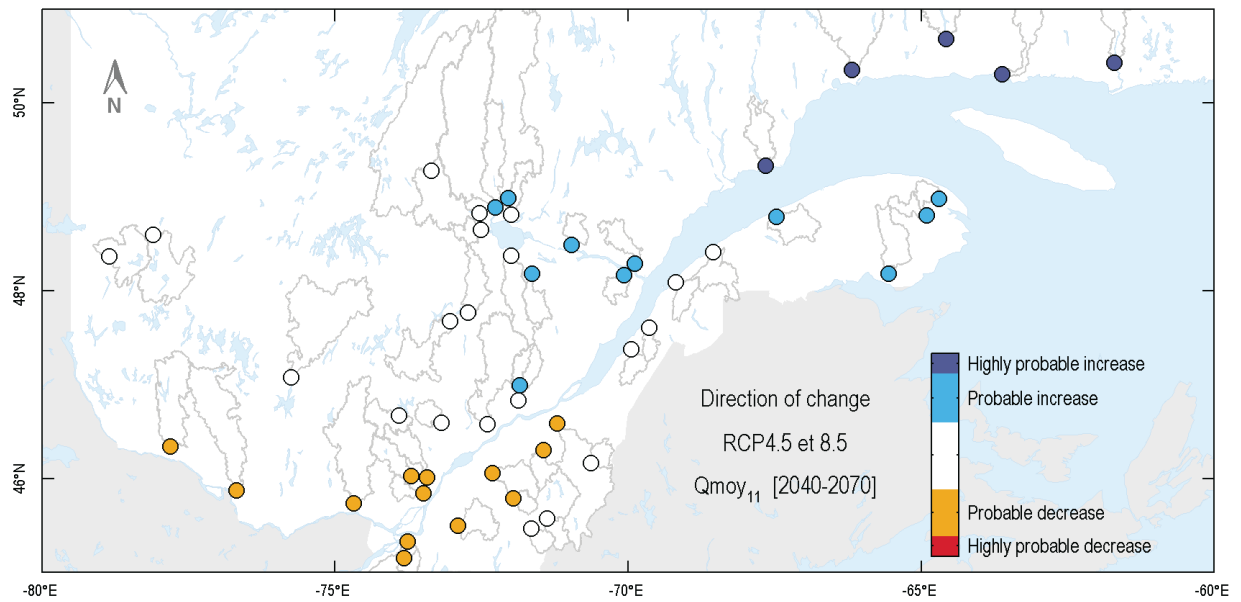 N
50°N
48°N
46°N
Direction of change
RCP4.5 et 8.5
Qmoy11 [2040-2070]
Highly probable increase
Probable increase
Probable decrease
Highly probable decrease
-80°E
-75°E
-70°E
-65°E
-60°E